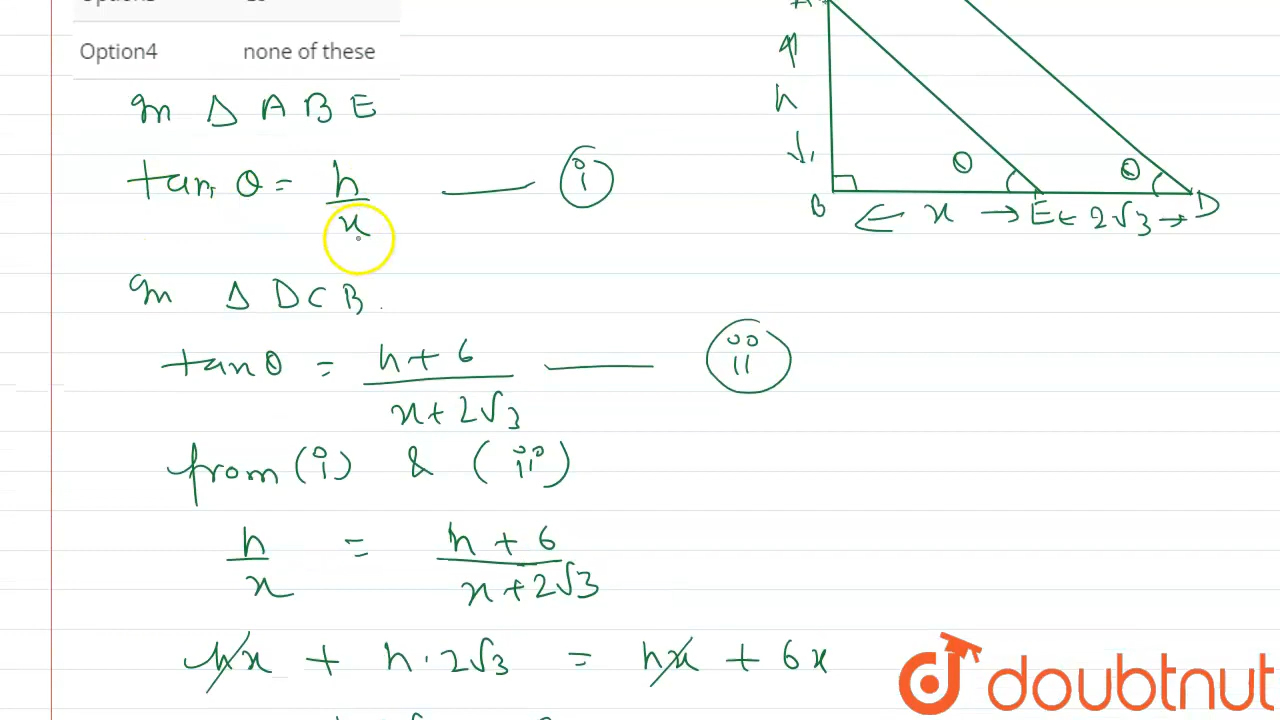 Option4 none of these
In Δ A B E
tan θ = h/x —— (i)
In Δ D C B.
tan θ = h + 6 / x + 2√3 —— (ii)
from (i) & (ii)
h/x = h + 6 / x + 2√3
hx + h · 2√3 = hx + 6x
h
θ θ
B ← x → E ← 2√3 → D
doubtnut